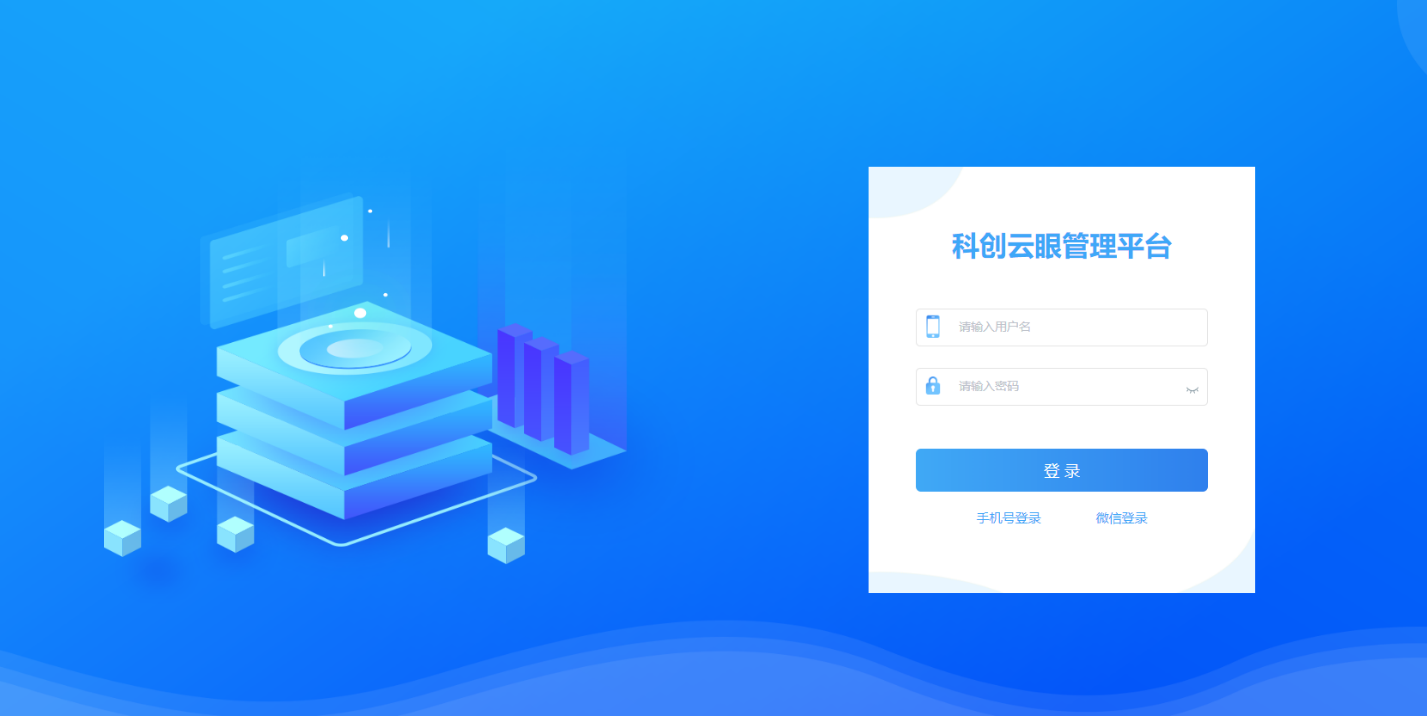 科创云眼管理平台
请输入用户名
请输入密码
登 录
手机号登录 微信登录